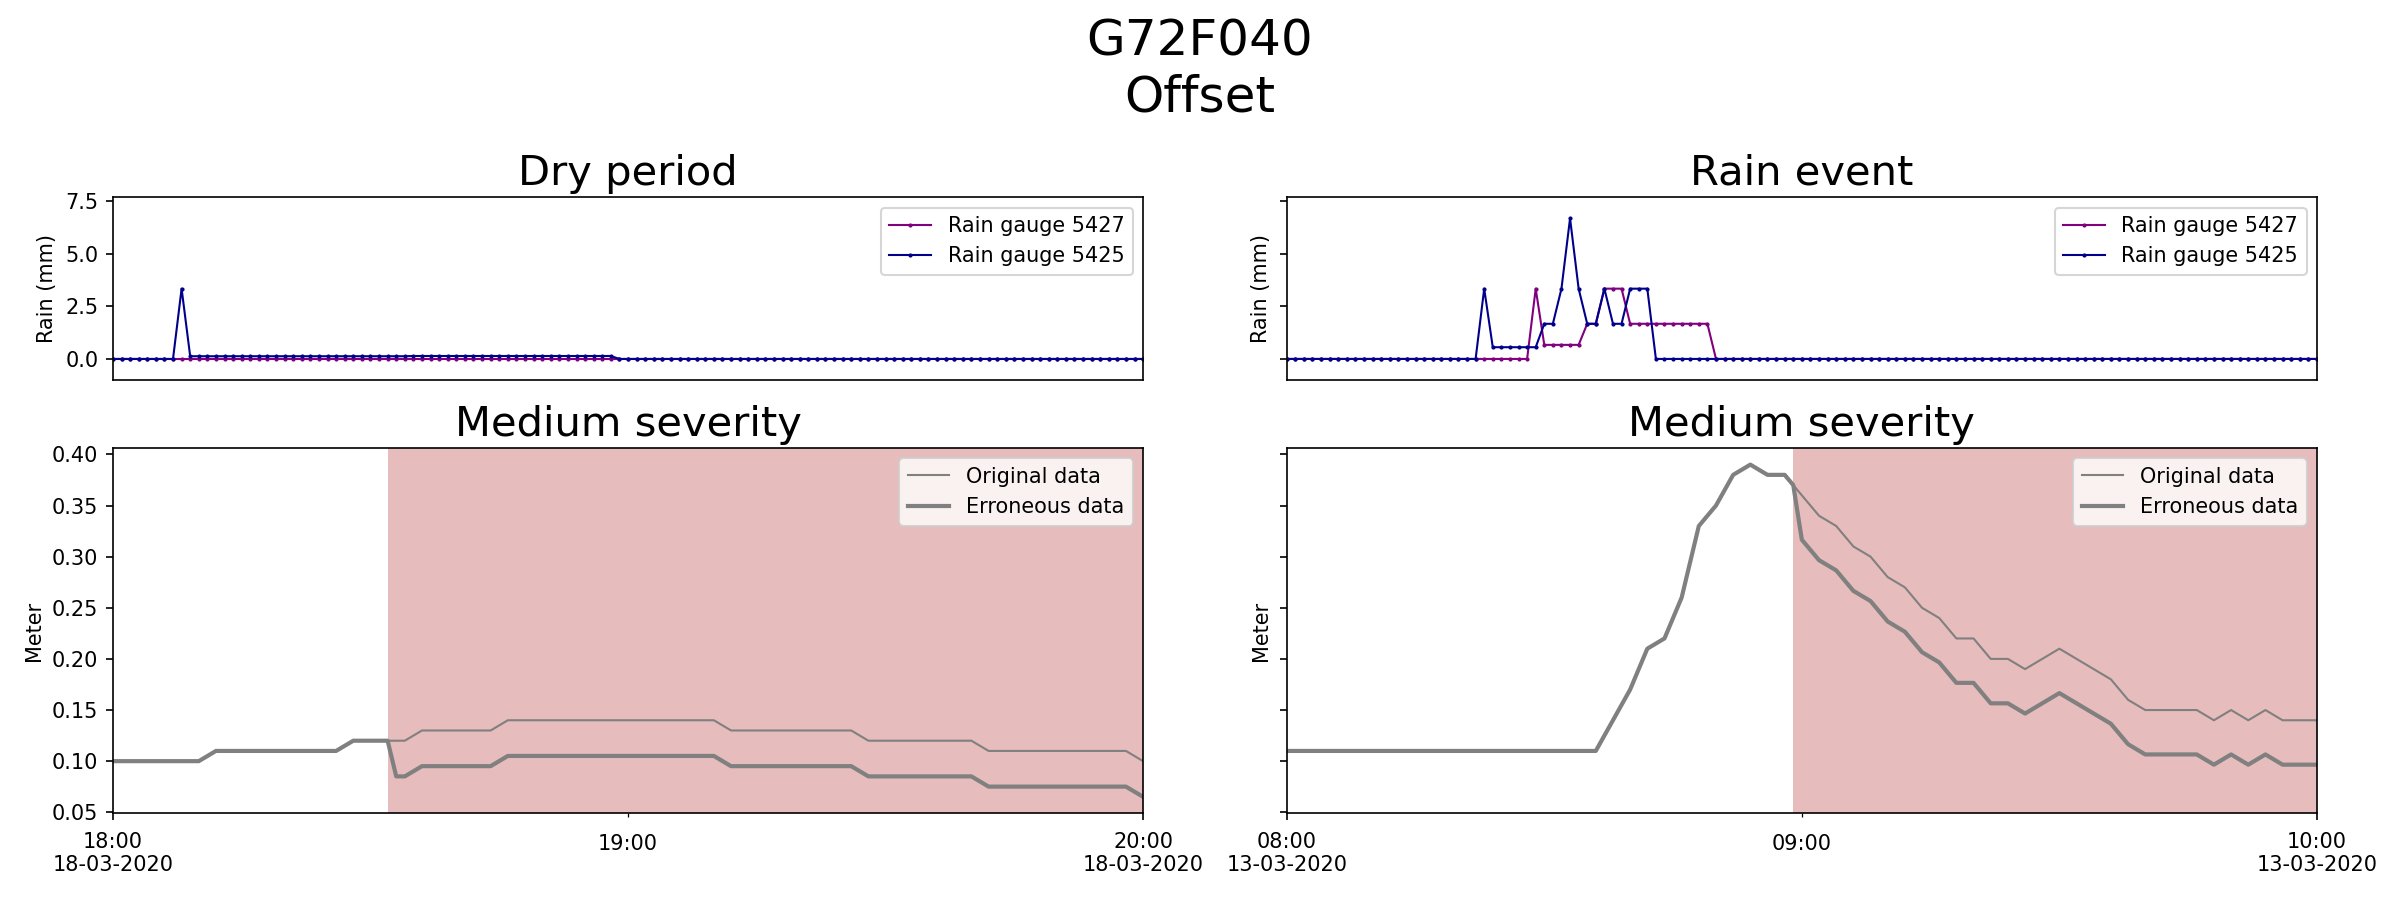 G72F040
Offset
Dry period
Rain event
7.5
5.0
2.5
0.0
Rain (mm)
Rain gauge 5427
Rain gauge 5425
Rain (mm)
Rain gauge 5427
Rain gauge 5425
Medium severity
Medium severity
0.40
0.35
0.30
0.25
0.20
0.15
0.10
0.05
Meter
Original data
Erroneous data
Meter
Original data
Erroneous data
18:00
18-03-2020
19:00
20:00
18-03-2020
08:00
13-03-2020
09:00
10:00
13-03-2020